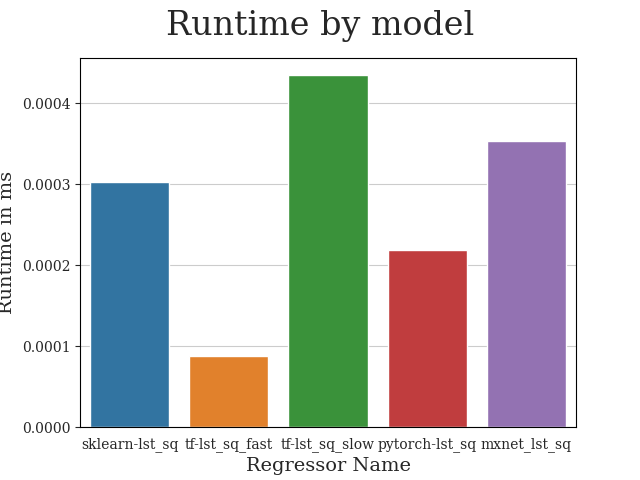 Runtime by model
Runtime in ms
0.0004
0.0003
0.0002
0.0001
0.0000
sklearn-lst_sq tf-lst_sq_fast tf-lst_sq_slow pytorch-lst_sq mxnet_lst_sq
Regressor Name